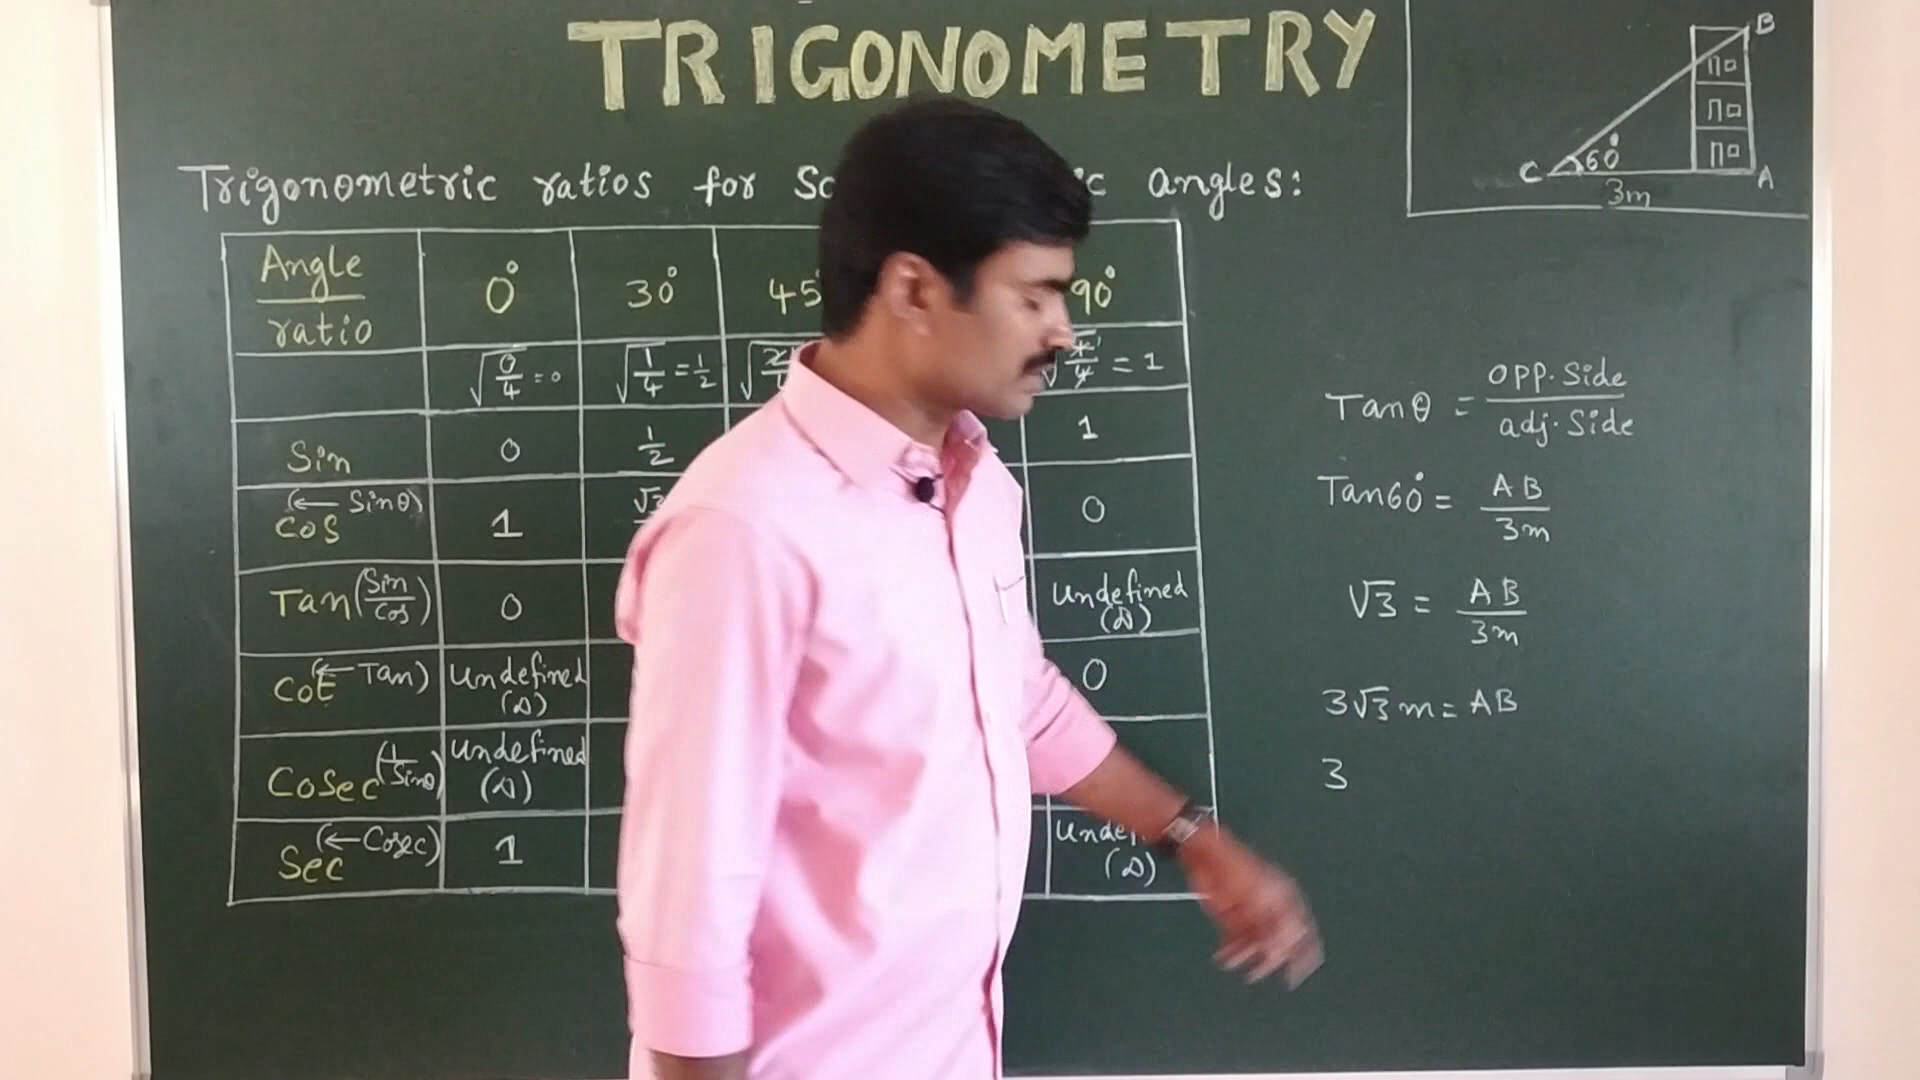 TRIGONOMETRY
B
C 60° A
3m
Trigonometric ratios for angles:
Angle 0° 30° 45° 90°
ratio
√0/4 = 0 √1/4 = 1/2 = 1
Sin 0 1/2 1
(← Sinθ)
Cos 1 0
Tan (Sin/Cos) 0 undefined
(∞)
Cot (← Tan) undefined 0
(∞)
Cosec (1/Sinθ) undefined
(∞)
Sec (← Cosec) 1
(∞)
Tanθ = opp. Side / adj. Side
Tan60° = AB / 3m
√3 = AB / 3m
3√3 m = AB
3